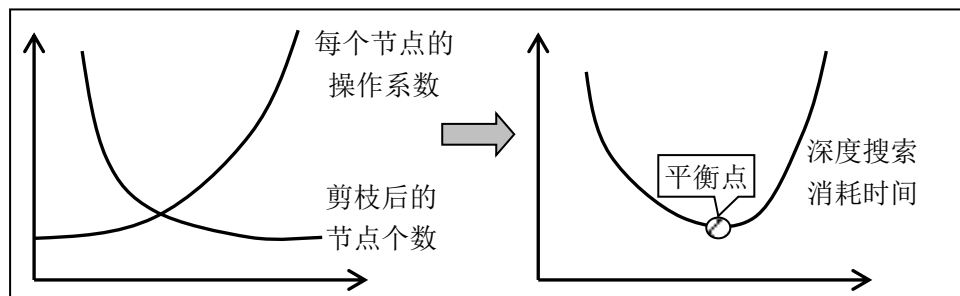 每个节点的
操作系数
剪枝后的
节点个数
平衡点
深度搜索
消耗时间